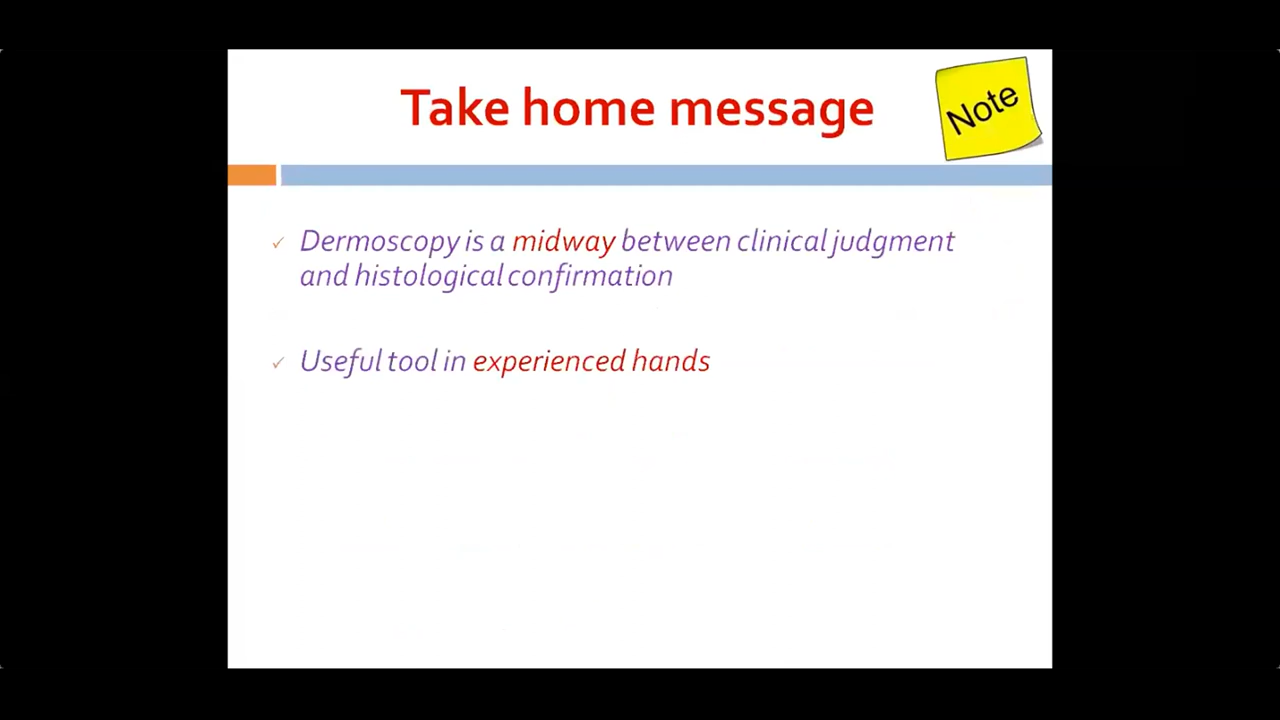 Take home message
Note
✓ Dermoscopy is a midway between clinical judgment
and histological confirmation
✓ Useful tool in experienced hands